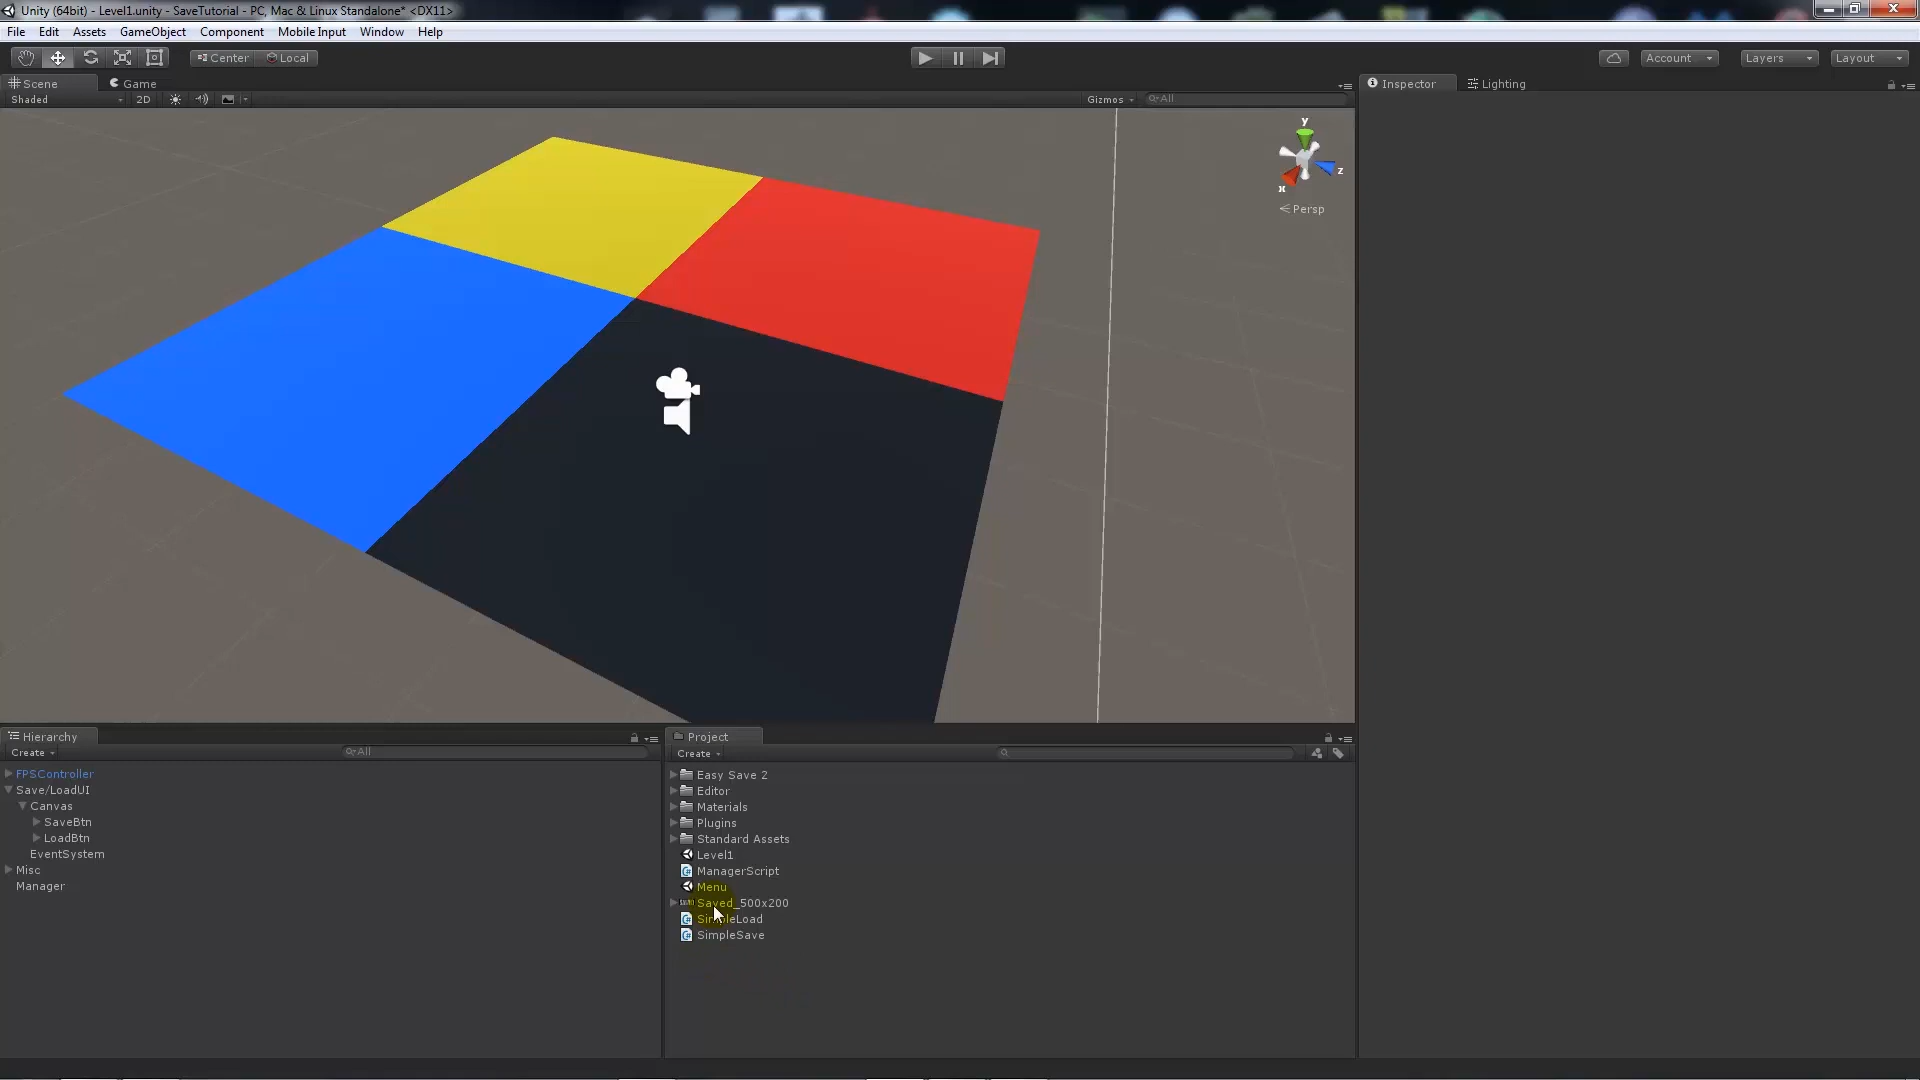 Unity (64bit) - Level1.unity - SaveTutorial - PC, Mac & Linux Standalone* <DX11>
File Edit Assets GameObject Component Mobile Input Window Help
Center Local Account Layers Layout
Scene Game Inspector Lighting
Shaded 2D Gizmos All
y
z
x
Persp
Hierarchy
Create All
FPSController
Save/LoadUI
Canvas
SaveBtn
LoadBtn
EventSystem
Misc
Manager
Project
Create
Easy Save 2
Editor
Materials
Plugins
Standard Assets
Level1
ManagerScript
Menu
Saved_500x200
SimpleLoad
SimpleSave